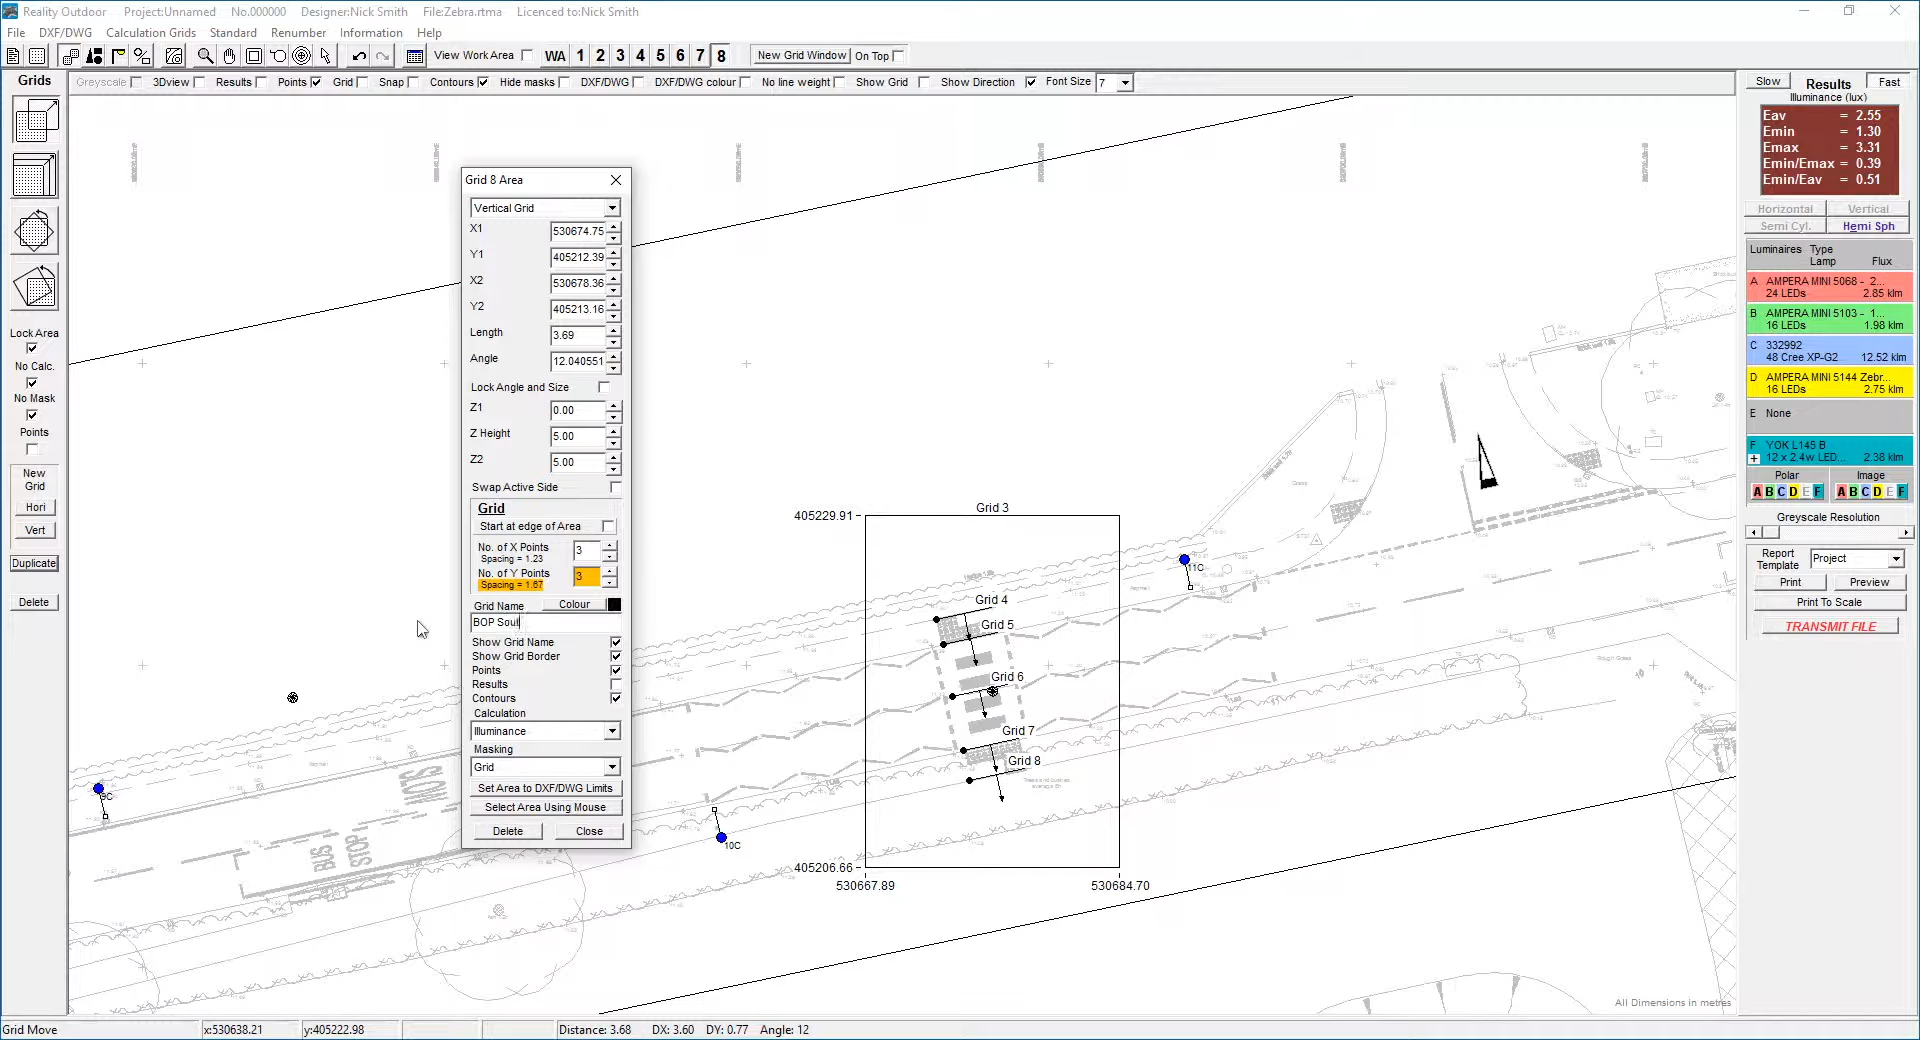 Reality Outdoor Project:Unnamed No.000000 Designer:Nick Smith File:Zebra.rtma Licenced to:Nick Smith
File DXF/DWG Calculation Grids Standard Renumber Information Help
View Work Area WA 1 2 3 4 5 6 7 8 New Grid Window On Top
Grids
Greyscale 3Dview Results Points Grid Snap Contours Hide masks DXF/DWG DXF/DWG colour No line weight Show Grid Show Direction Font Size 7
Lock Area
No Calc.
No Mask
Points
New
Grid
Hori
Vert
Duplicate
Delete
Grid 8 Area
Vertical Grid
X1 530674.75
Y1 405212.39
X2 530678.36
Y2 405213.16
Length 3.69
Angle 12.040551
Lock Angle and Size
Z1 0.00
Z Height 5.00
Z2 5.00
Swap Active Side
Grid
Start at edge of Area
No. of X Points 3
Spacing = 1.23
No. of Y Points 3
Spacing = 1.67
Grid Name Colour
BOP Sout
Show Grid Name
Show Grid Border
Points
Results
Contours
Calculation
Illuminance
Masking
Grid
Set Area to DXF/DWG Limits
Select Area Using Mouse
Delete Close
Grid 3
405229.91
Grid 4
Grid 5
Grid 6
Grid 7
Grid 8
405206.66
530667.89 530684.70
11C
9C
10C
SLOW
BUS
STOP
All Dimensions in metres
Slow Results Fast
Illuminance (lux)
Eav = 2.55
Emin = 1.30
Emax = 3.31
Emin/Emax = 0.39
Emin/Eav = 0.51
Horizontal Vertical
Semi Cyl. Hemi Sph
Luminaires Type
Lamp Flux
A AMPERA MINI 5068 - 2...
24 LEDs 2.85 klm
B AMPERA MINI 5103 - 1...
16 LEDs 1.98 klm
C 332992
48 Cree XP-G2 12.52 klm
D AMPERA MINI 5144 Zebr...
16 LEDs 2.75 klm
E None
F YOK L145 B
+ 12 x 2.4w LED... 2.38 klm
Polar Image
A B C D E F A B C D E F
Greyscale Resolution
Report
Template
Project
Print Preview
Print To Scale
TRANSMIT FILE
Grid Move x:530638.21 y:405222.98 Distance: 3.68 DX: 3.60 DY: 0.77 Angle: 12